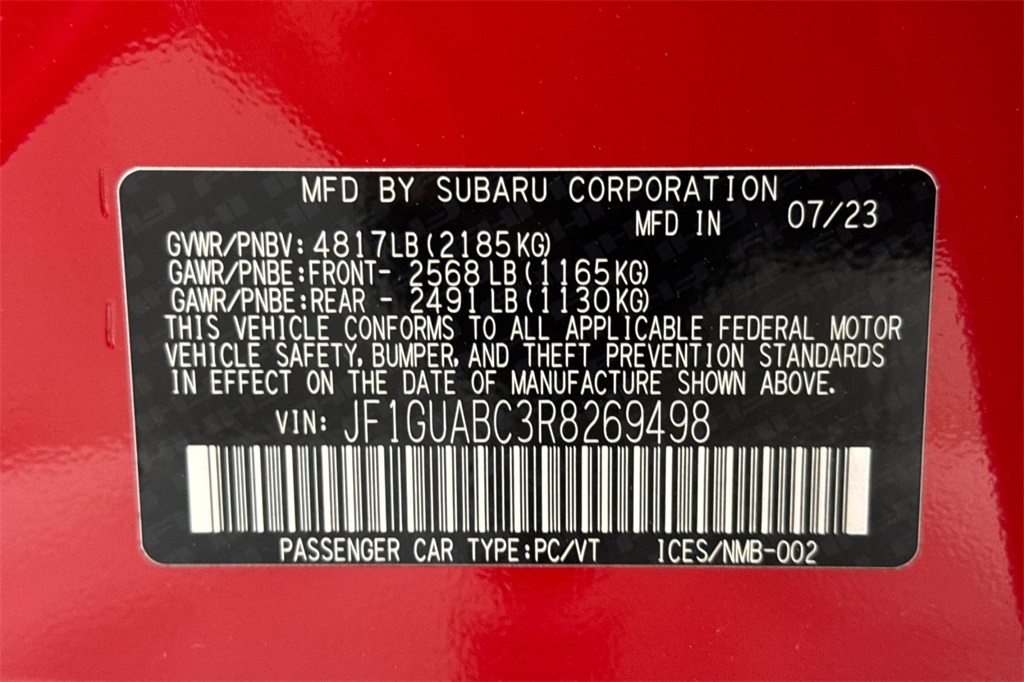 MFD BY SUBARU CORPORATION
MFD IN 07/23
GVWR/PNBV: 4817LB (2185KG)
GAWR/PNBE:FRONT- 2568 LB (1165KG)
GAWR/PNBE:REAR - 2491 LB (1130KG)
THIS VEHICLE CONFORMS TO ALL APPLICABLE FEDERAL MOTOR
VEHICLE SAFETY, BUMPER, AND THEFT PREVENTION STANDARDS
IN EFFECT ON THE DATE OF MANUFACTURE SHOWN ABOVE.
VIN: JF1GUABC3R8269498
PASSENGER CAR TYPE:PC/VT ICES/NMB-002